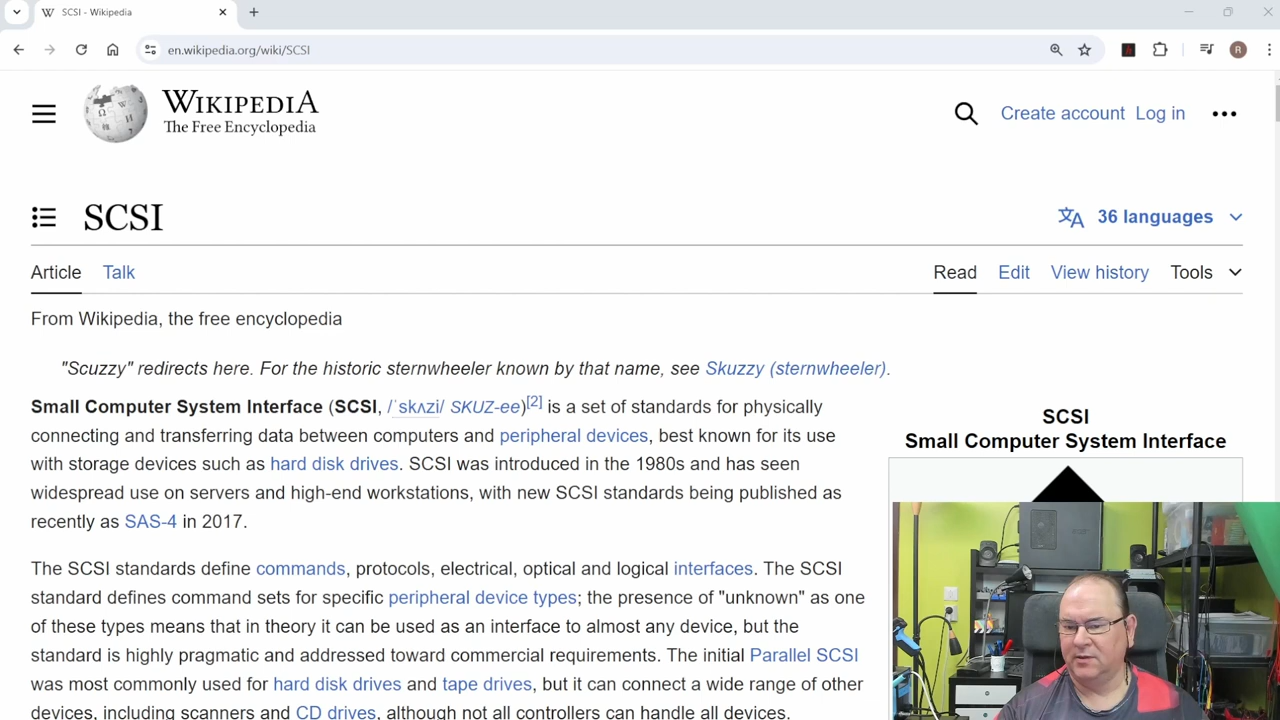 SCSI - Wikipedia
en.wikipedia.org/wiki/SCSI
R
WIKIPEDIA
The Free Encyclopedia
Create account Log in
SCSI
36 languages
Article Talk
Read Edit View history Tools
From Wikipedia, the free encyclopedia
"Scuzzy" redirects here. For the historic sternwheeler known by that name, see Skuzzy (sternwheeler).
Small Computer System Interface (SCSI, /ˈskʌzi/ SKUZ-ee)[2] is a set of standards for physically
connecting and transferring data between computers and peripheral devices, best known for its use
with storage devices such as hard disk drives. SCSI was introduced in the 1980s and has seen
widespread use on servers and high-end workstations, with new SCSI standards being published as
recently as SAS-4 in 2017.
The SCSI standards define commands, protocols, electrical, optical and logical interfaces. The SCSI
standard defines command sets for specific peripheral device types; the presence of "unknown" as one
of these types means that in theory it can be used as an interface to almost any device, but the
standard is highly pragmatic and addressed toward commercial requirements. The initial Parallel SCSI
was most commonly used for hard disk drives and tape drives, but it can connect a wide range of other
devices, including scanners and CD drives, although not all controllers can handle all devices.
SCSI
Small Computer System Interface